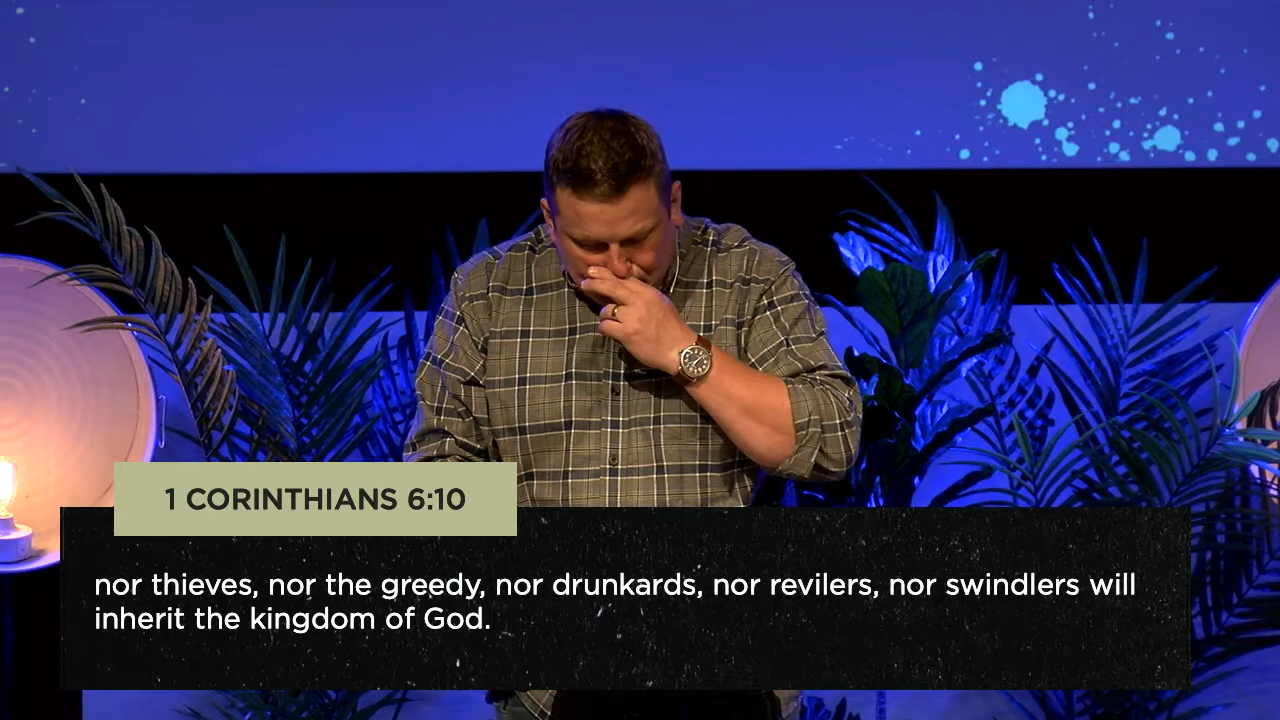 1 CORINTHIANS 6:10
nor thieves, nor the greedy, nor drunkards, nor revilers, nor swindlers will
inherit the kingdom of God.